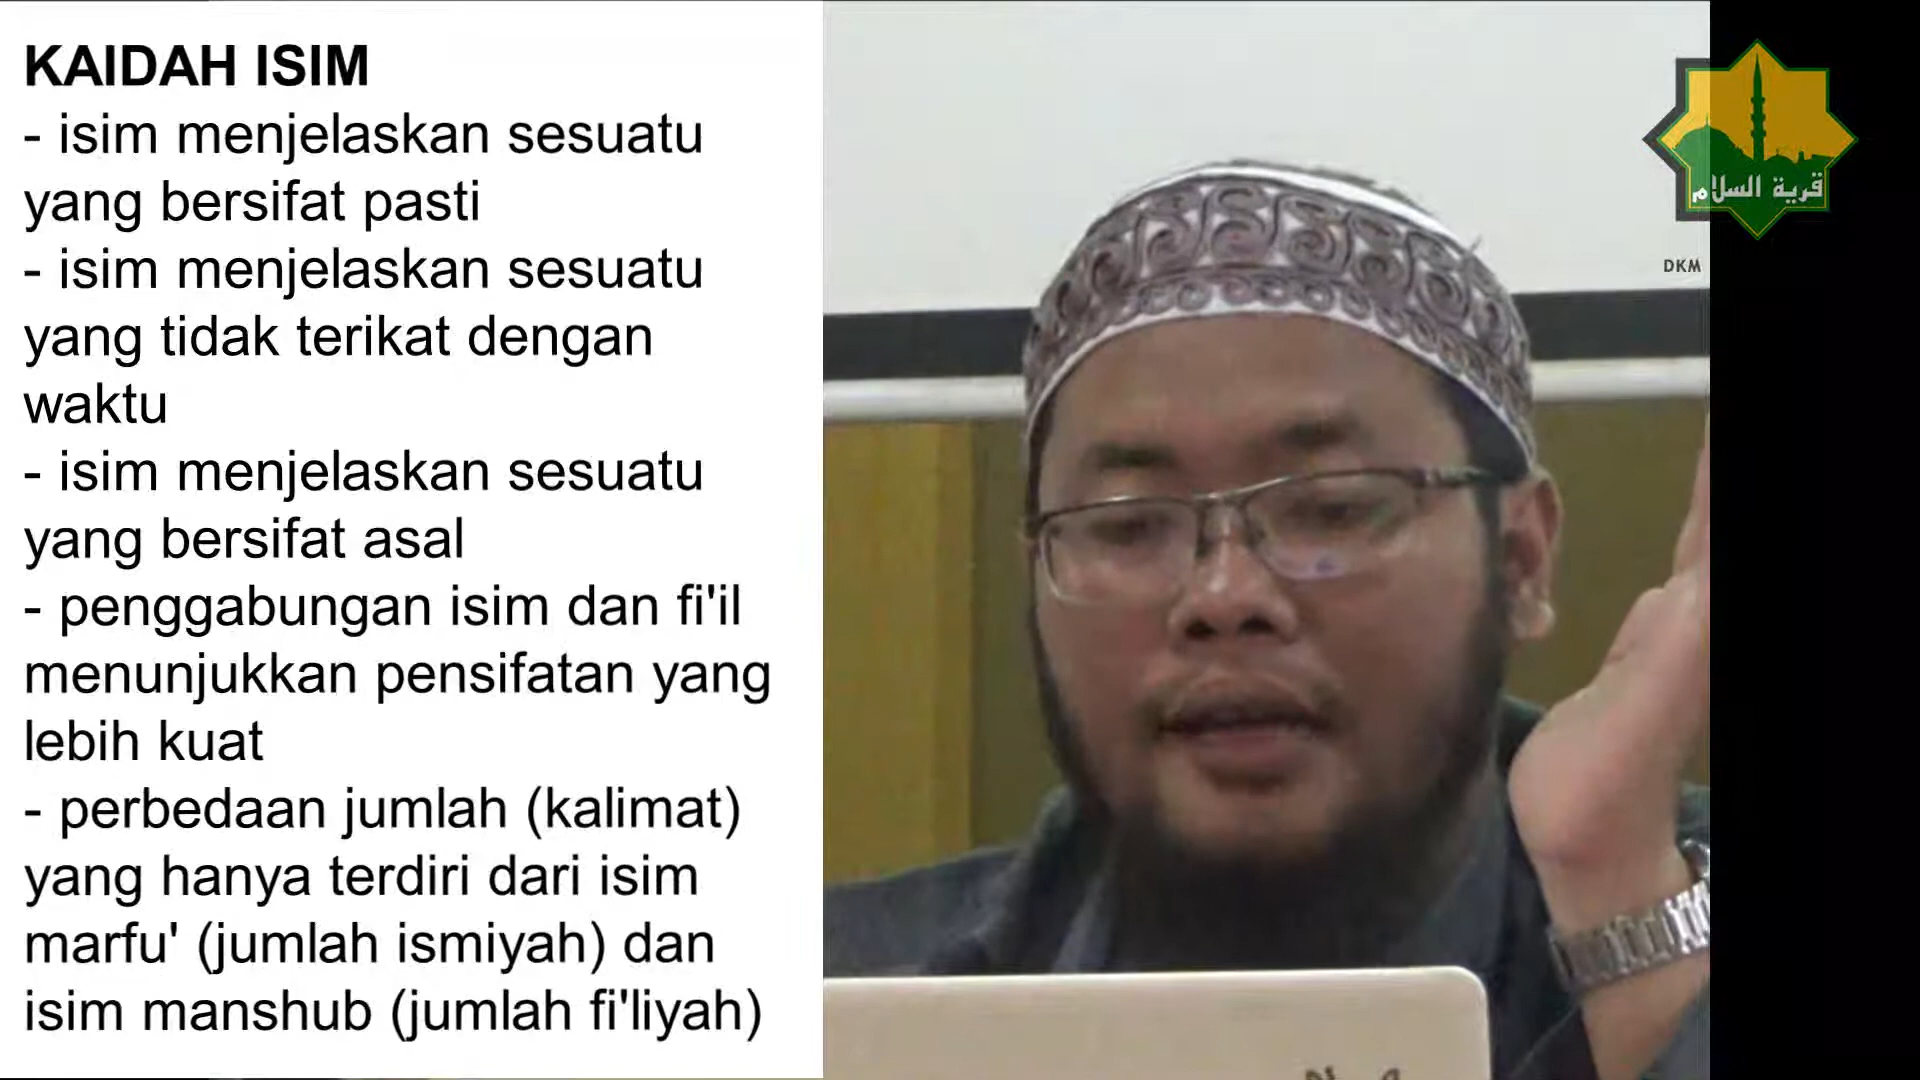 KAIDAH ISIM
- isim menjelaskan sesuatu
yang bersifat pasti
- isim menjelaskan sesuatu
yang tidak terikat dengan
waktu
- isim menjelaskan sesuatu
yang bersifat asal
- penggabungan isim dan fi'il
menunjukkan pensifatan yang
lebih kuat
- perbedaan jumlah (kalimat)
yang hanya terdiri dari isim
marfu' (jumlah ismiyah) dan
isim manshub (jumlah fi'liyah)
قرية السلام
DKM